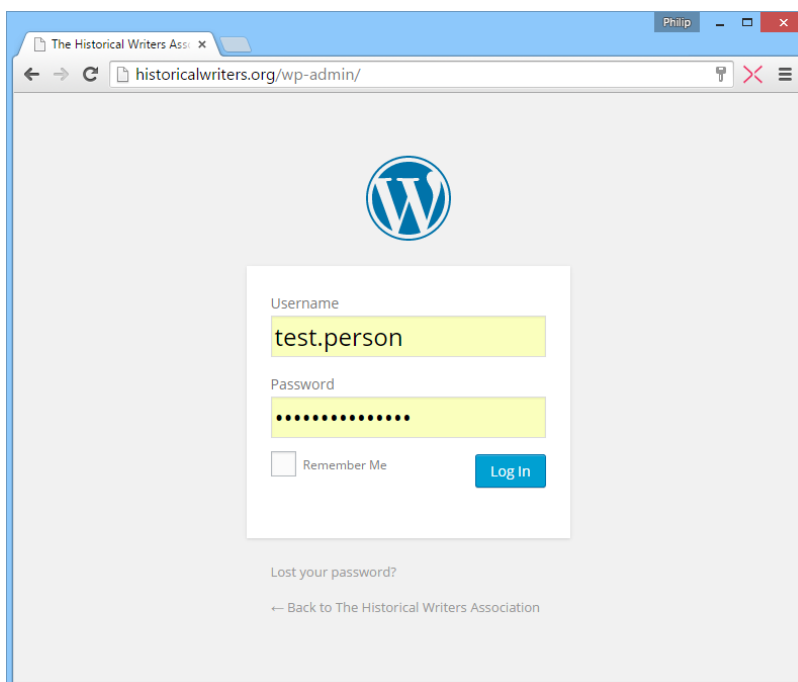 Philip
The Historical Writers Asso
historicalwriters.org/wp-admin/
Username
test.person
Password
•••••••••••••••
Remember Me
Log In
Lost your password?
← Back to The Historical Writers Association